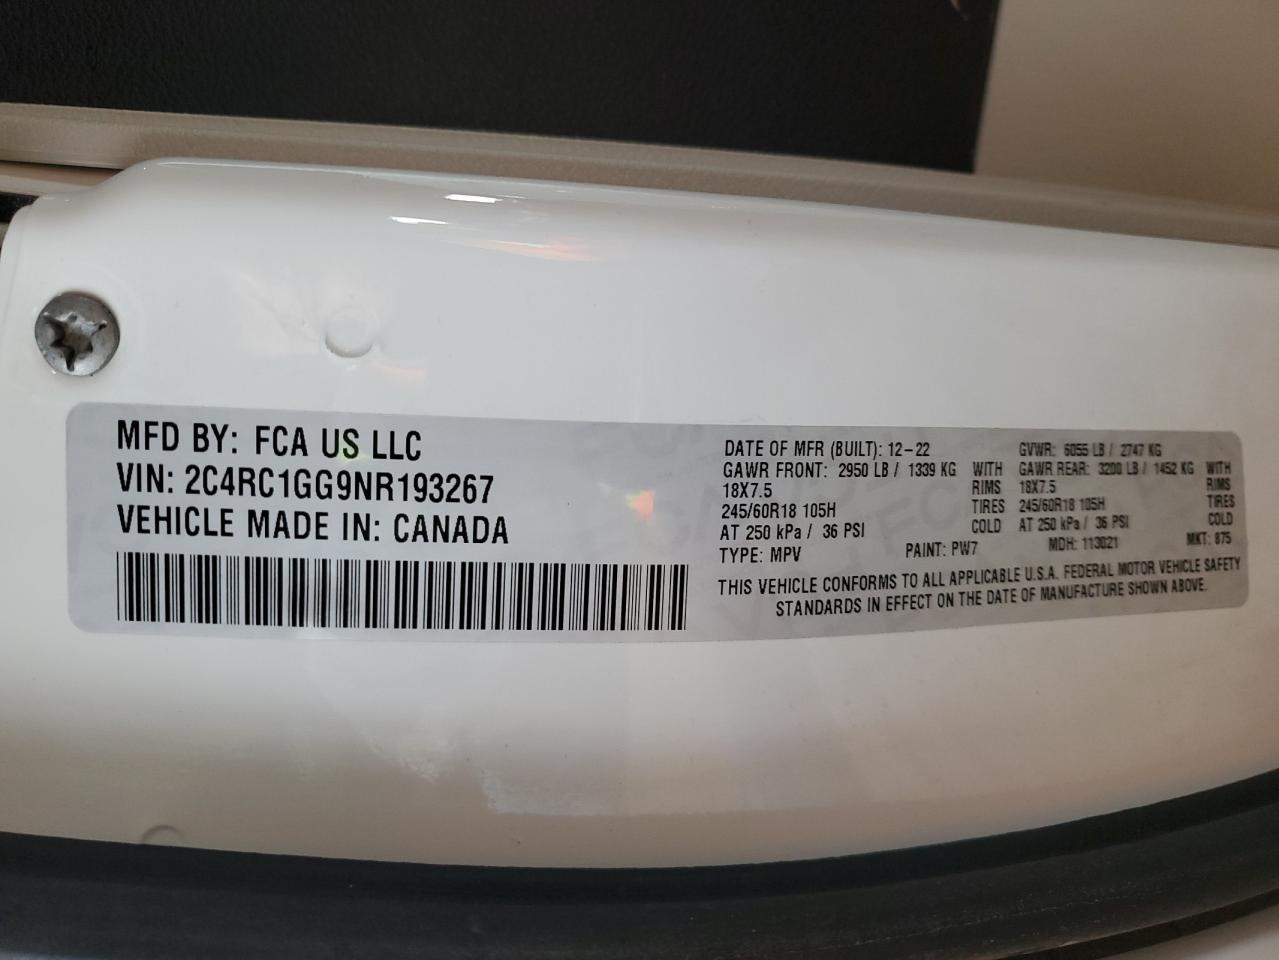 MFD BY: FCA US LLC
VIN: 2C4RC1GG9NR193267
VEHICLE MADE IN: CANADA
DATE OF MFR (BUILT): 12-22 GVWR: 6055 LB / 2747 KG
GAWR FRONT: 2950 LB / 1339 KG WITH GAWR REAR: 3200 LB / 1452 KG WITH
18X7.5 RIMS 18X7.5 RIMS
245/60R18 105H TIRES 245/60R18 105H TIRES
AT 250 kPa / 36 PSI COLD AT 250 kPa / 36 PSI COLD
TYPE: MPV PAINT: PW7 MDH: 113021 MKT: 875
THIS VEHICLE CONFORMS TO ALL APPLICABLE U.S.A. FEDERAL MOTOR VEHICLE SAFETY
STANDARDS IN EFFECT ON THE DATE OF MANUFACTURE SHOWN ABOVE.